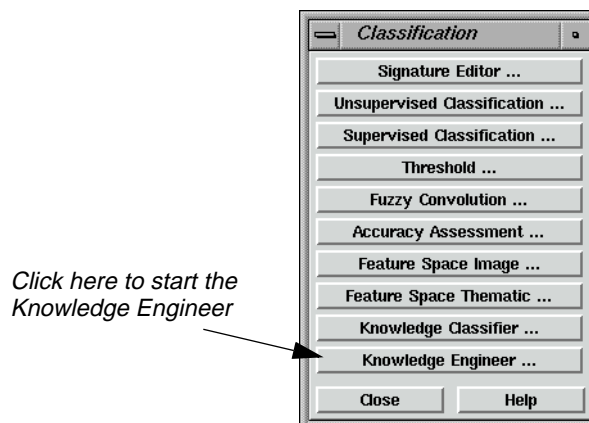 Classification
Signature Editor ...
Unsupervised Classification ...
Supervised Classification ...
Threshold ...
Fuzzy Convolution ...
Accuracy Assessment ...
Feature Space Image ...
Feature Space Thematic ...
Knowledge Classifier ...
Knowledge Engineer ...
Close Help
Click here to start the
Knowledge Engineer